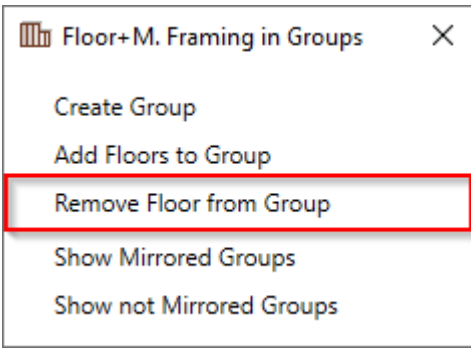 Floor+M. Framing in Groups
Create Group
Add Floors to Group
Remove Floor from Group
Show Mirrored Groups
Show not Mirrored Groups